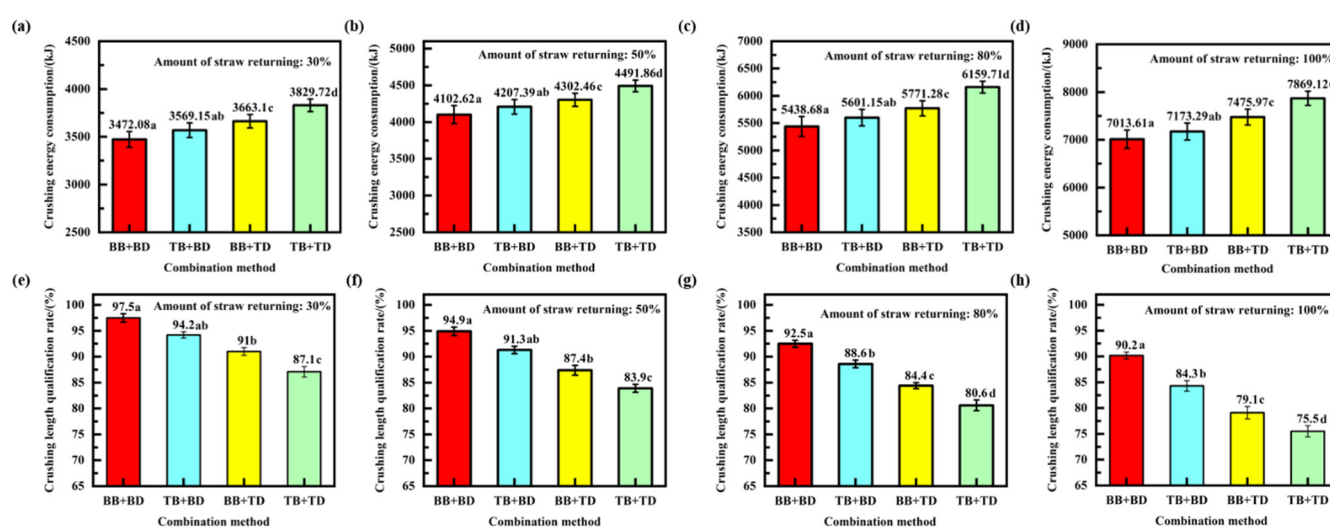 (a)
Crushing energy consumption/(kJ)
4500
4000
3500
3000
2500
Amount of straw returning: 30%
3472.08a
3569.15ab
3663.1c
3829.72d
BB+BD
TB+BD
BB+TD
TB+TD
Combination method
(b)
Crushing energy consumption/(kJ)
5000
4500
4000
3500
3000
2500
Amount of straw returning: 50%
4102.62a
4207.39ab
4302.46c
4491.86d
BB+BD
TB+BD
BB+TD
TB+TD
Combination method
(c)
Crushing energy consumption/(kJ)
7000
6500
6000
5500
5000
4500
4000
3500
Amount of straw returning: 80%
5438.68a
5601.15ab
5771.28c
6159.71d
BB+BD
TB+BD
BB+TD
TB+TD
Combination method
(d)
Crushing energy consumption/(kJ)
9000
8000
7000
6000
5000
Amount of straw returning: 100%
7013.61a
7173.29ab
7475.97c
7869.12
BB+BD
TB+BD
BB+TD
TB+TD
Combination method
(e)
Crushing length qualification rate/(%)
100
95
90
85
80
75
70
65
Amount of straw returning: 30%
97.5a
94.2ab
91b
87.1c
BB+BD
TB+BD
BB+TD
TB+TD
Combination method
(f)
Crushing length qualification rate/(%)
100
95
90
85
80
75
70
65
Amount of straw returning: 50%
94.9a
91.3ab
87.4b
83.9c
BB+BD
TB+BD
BB+TD
TB+TD
Combination method
(g)
Crushing length qualification rate/(%)
100
95
90
85
80
75
70
65
Amount of straw returning: 80%
92.5a
88.6b
84.4c
80.6d
BB+BD
TB+BD
BB+TD
TB+TD
Combination method
(h)
Crushing length qualification rate/(%)
100
95
90
85
80
75
70
65
Amount of straw returning: 100%
90.2a
84.3b
79.1c
75.5d
BB+BD
TB+BD
BB+TD
TB+TD
Combination method